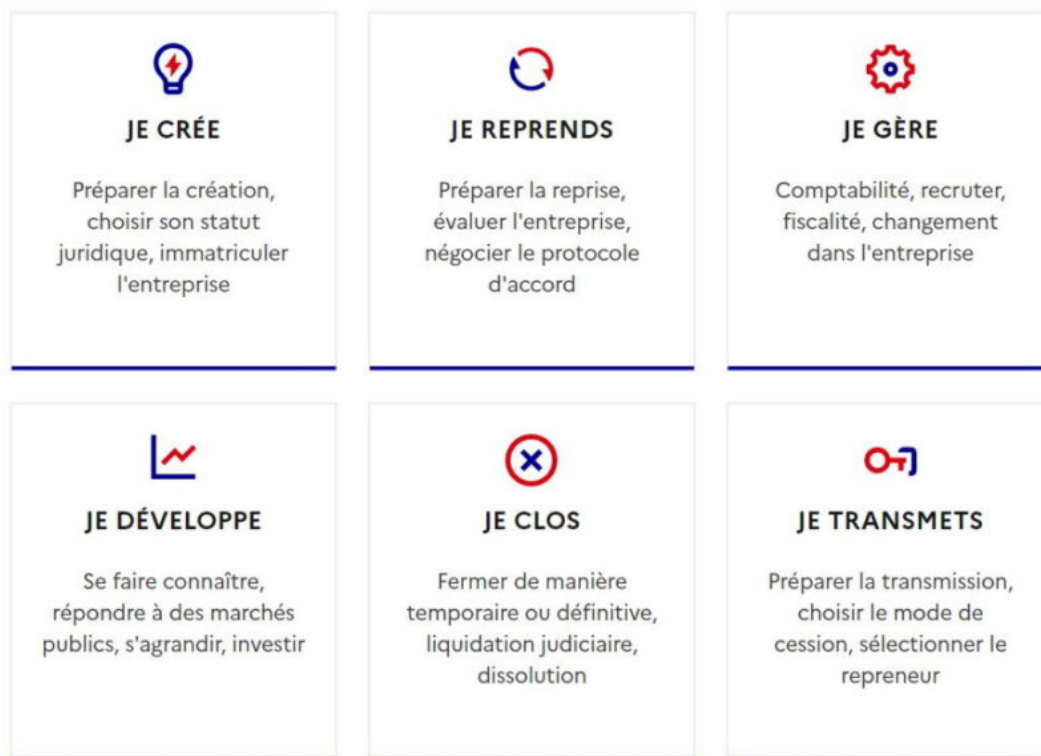 JE CRÉE
Préparer la création,
choisir son statut
juridique, immatriculer
l'entreprise
JE REPRENDS
Préparer la reprise,
évaluer l'entreprise,
négocier le protocole
d'accord
JE GÈRE
Comptabilité, recruter,
fiscalité, changement
dans l'entreprise
JE DÉVELOPPE
Se faire connaître,
répondre à des marchés
publics, s'agrandir, investir
JE CLOS
Fermer de manière
temporaire ou définitive,
liquidation judiciaire,
dissolution
JE TRANSMETS
Préparer la transmission,
choisir le mode de
cession, sélectionner le
repreneur